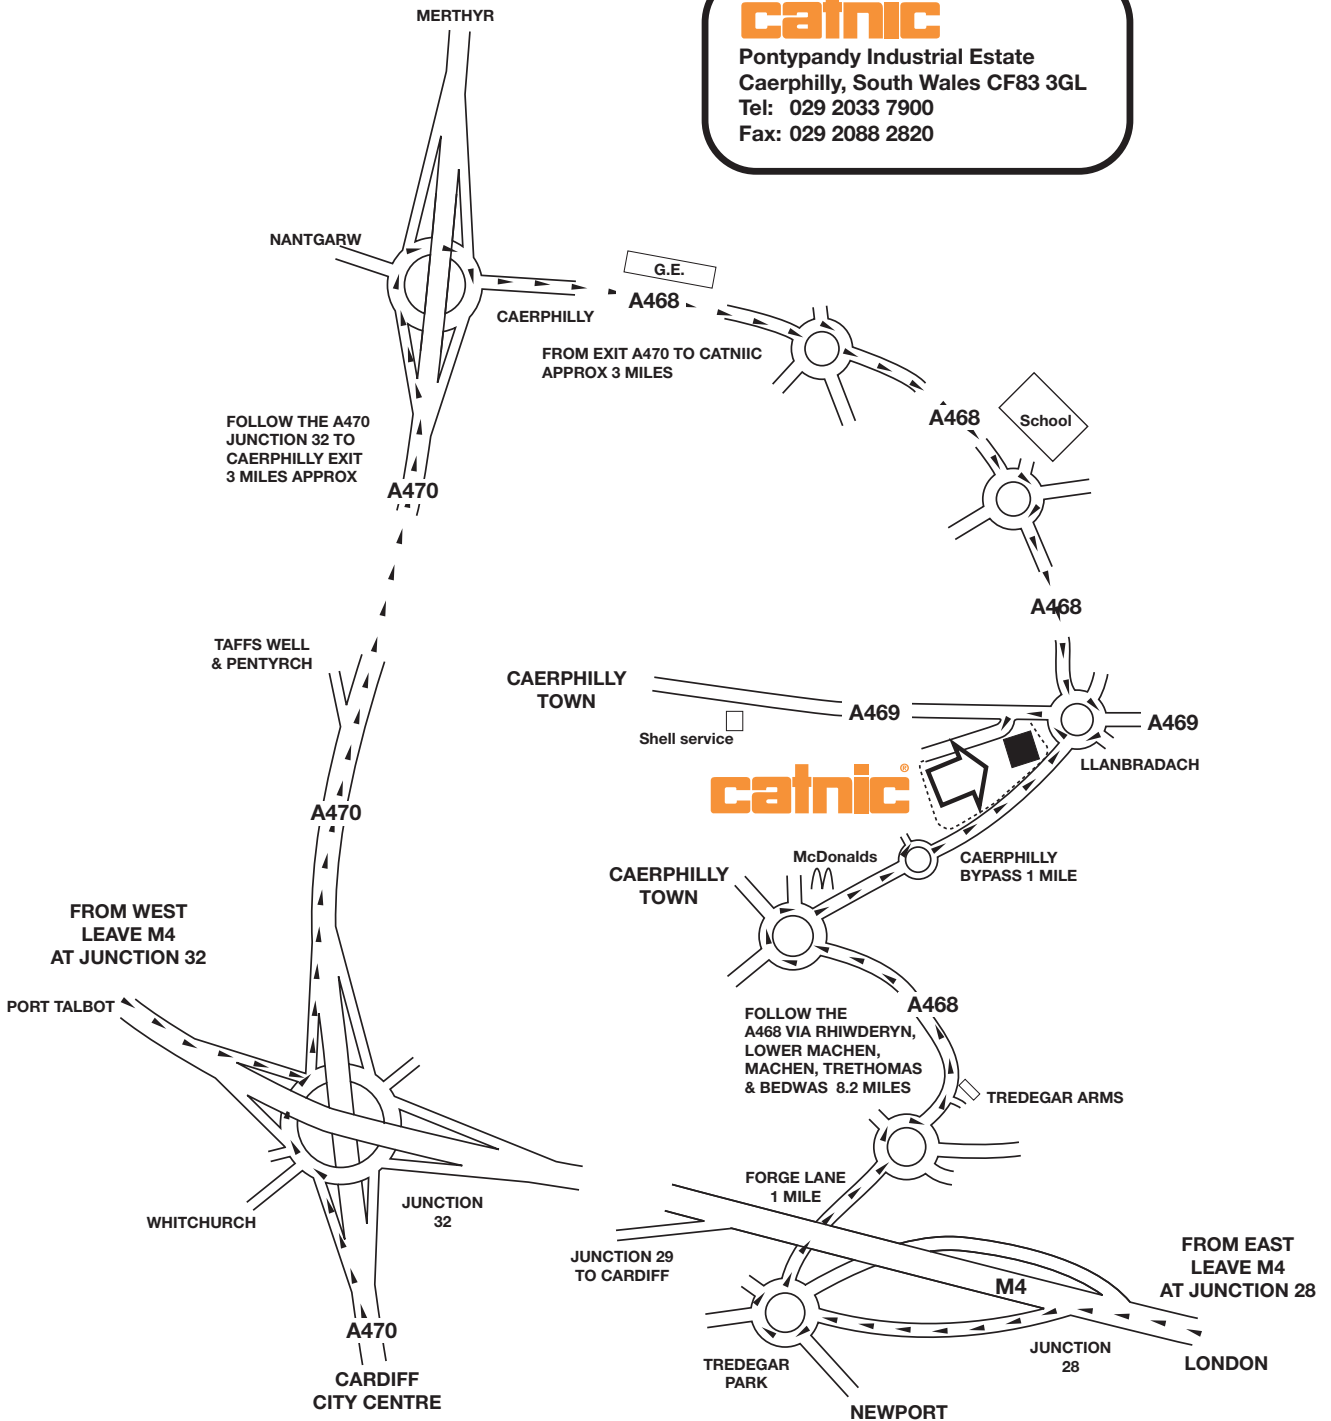 MERTHYR
catnic
Pontypandy Industrial Estate
Caerphilly, South Wales CF83 3GL
Tel: 029 2033 7900
Fax: 029 2088 2820
NANTGARW
G.E.
A468
CAERPHILLY
FROM EXIT A470 TO CATNIIC
APPROX 3 MILES
FOLLOW THE A470
JUNCTION 32 TO
CAERPHILLY EXIT
3 MILES APPROX
A470
A468
School
A468
TAFFS WELL
& PENTYRCH
CAERPHILLY
TOWN
A469
A469
Shell service
LLANBRADACH
catnic®
A470
McDonalds
CAERPHILLY
BYPASS 1 MILE
CAERPHILLY
TOWN
FROM WEST
LEAVE M4
AT JUNCTION 32
PORT TALBOT
A468
FOLLOW THE
A468 VIA RHIWDERYN,
LOWER MACHEN,
MACHEN, TRETHOMAS
& BEDWAS 8.2 MILES
TREDEGAR ARMS
FORGE LANE
1 MILE
JUNCTION
32
WHITCHURCH
JUNCTION 29
TO CARDIFF
FROM EAST
LEAVE M4
AT JUNCTION 28
M4
A470
JUNCTION
28
LONDON
TREDEGAR
PARK
CARDIFF
CITY CENTRE
NEWPORT